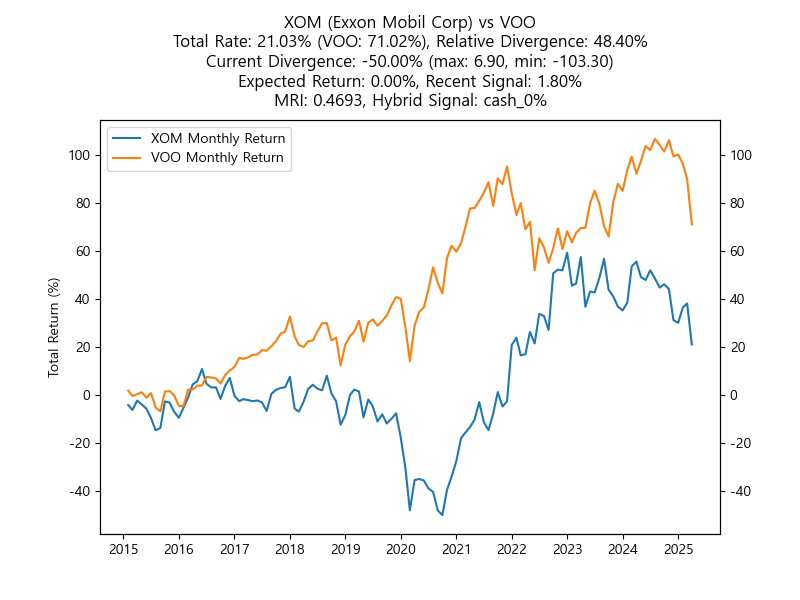 XOM (Exxon Mobil Corp) vs VOO
Total Rate: 21.03% (VOO: 71.02%), Relative Divergence: 48.40%
Current Divergence: -50.00% (max: 6.90, min: -103.30)
Expected Return: 0.00%, Recent Signal: 1.80%
MRI: 0.4693, Hybrid Signal: cash_0%
XOM Monthly Return
VOO Monthly Return
Total Return (%)
100
80
60
40
20
0
-20
-40
100
80
60
40
20
0
-20
-40
2015 2016 2017 2018 2019 2020 2021 2022 2023 2024 2025